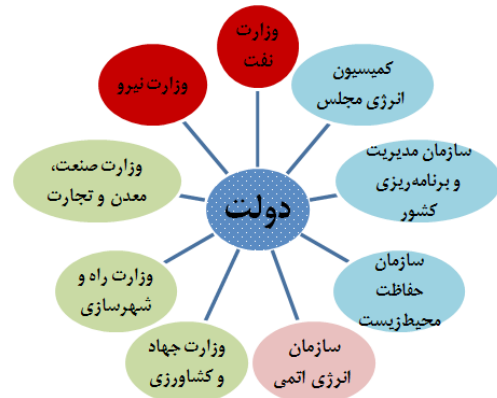 وزارت
نفت
کمیسیون
انرژی مجلس
سازمان مدیریت
و برنامه‌ریزی
کشور
سازمان
حفاظت
محیط‌زیست
سازمان
انرژی اتمی
وزارت جهاد
و کشاورزی
وزارت راه و
شهرسازی
وزارت صنعت،
معدن و تجارت
وزارت نیرو
دولت